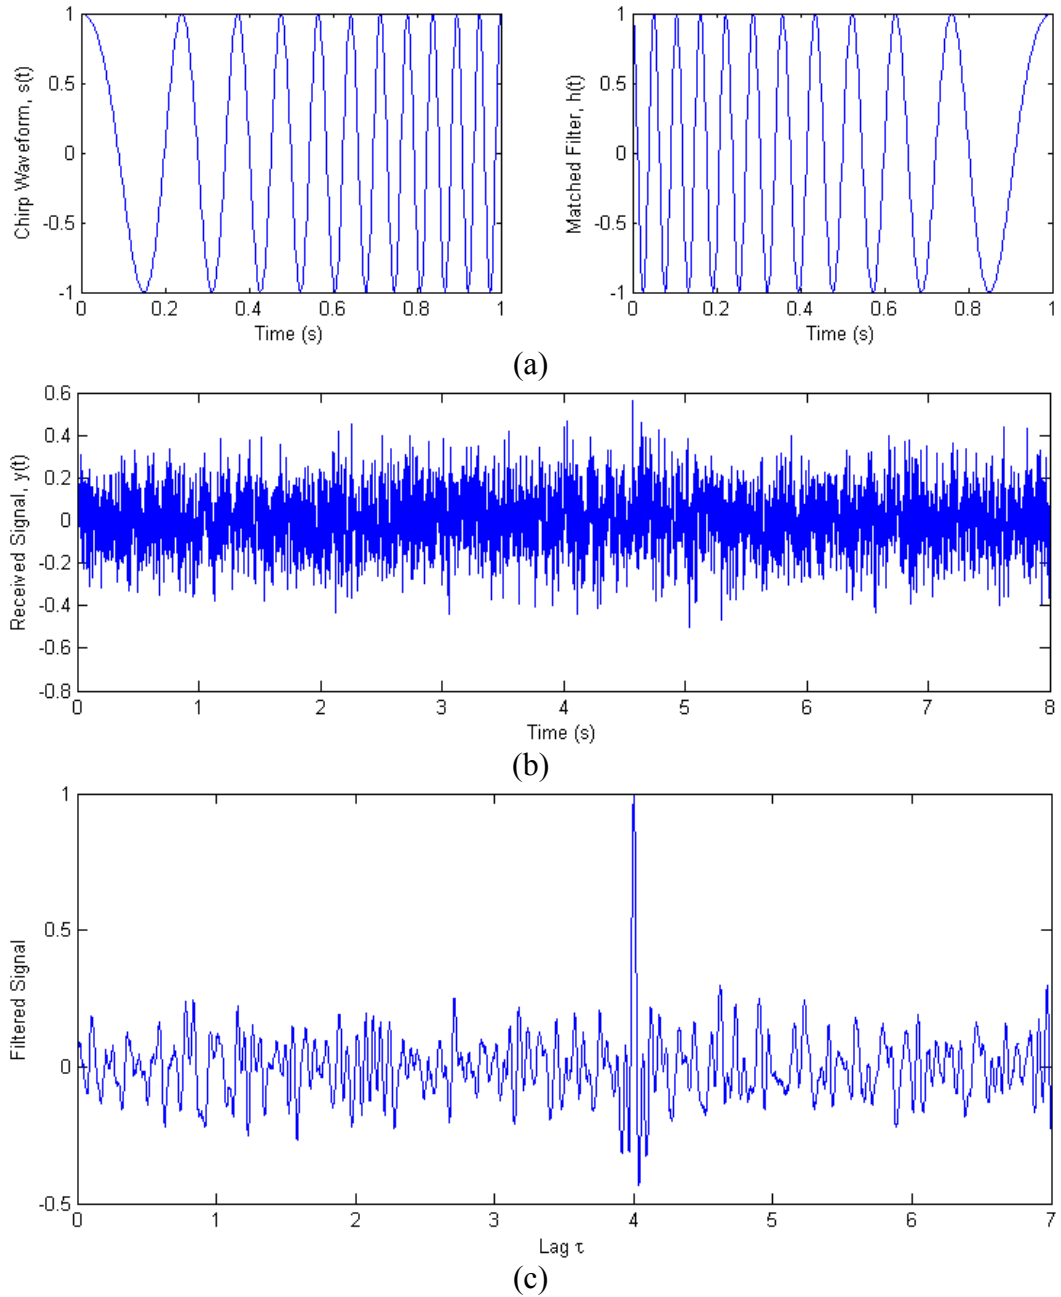 Chirp Waveform, s(t)
1
0.5
0
-0.5
-1
0 0.2 0.4 0.6 0.8 1
Time (s)
Matched Filter, h(t)
1
0.5
0
-0.5
-1
0 0.2 0.4 0.6 0.8 1
Time (s)
(a)
Received Signal, y(t)
0.6
0.4
0.2
0
-0.2
-0.4
-0.6
-0.8
0 1 2 3 4 5 6 7 8
Time (s)
(b)
Filtered Signal
1
0.5
0
-0.5
0 1 2 3 4 5 6 7
Lag τ
(c)